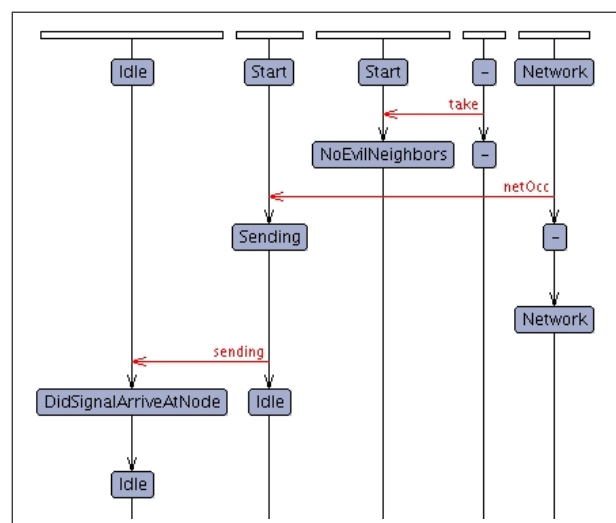 Idle Start Start - Network
take
NoEvilNeighbors -
netOcc
Sending -
Network
sending
DidSignalArriveAtNode Idle
Idle